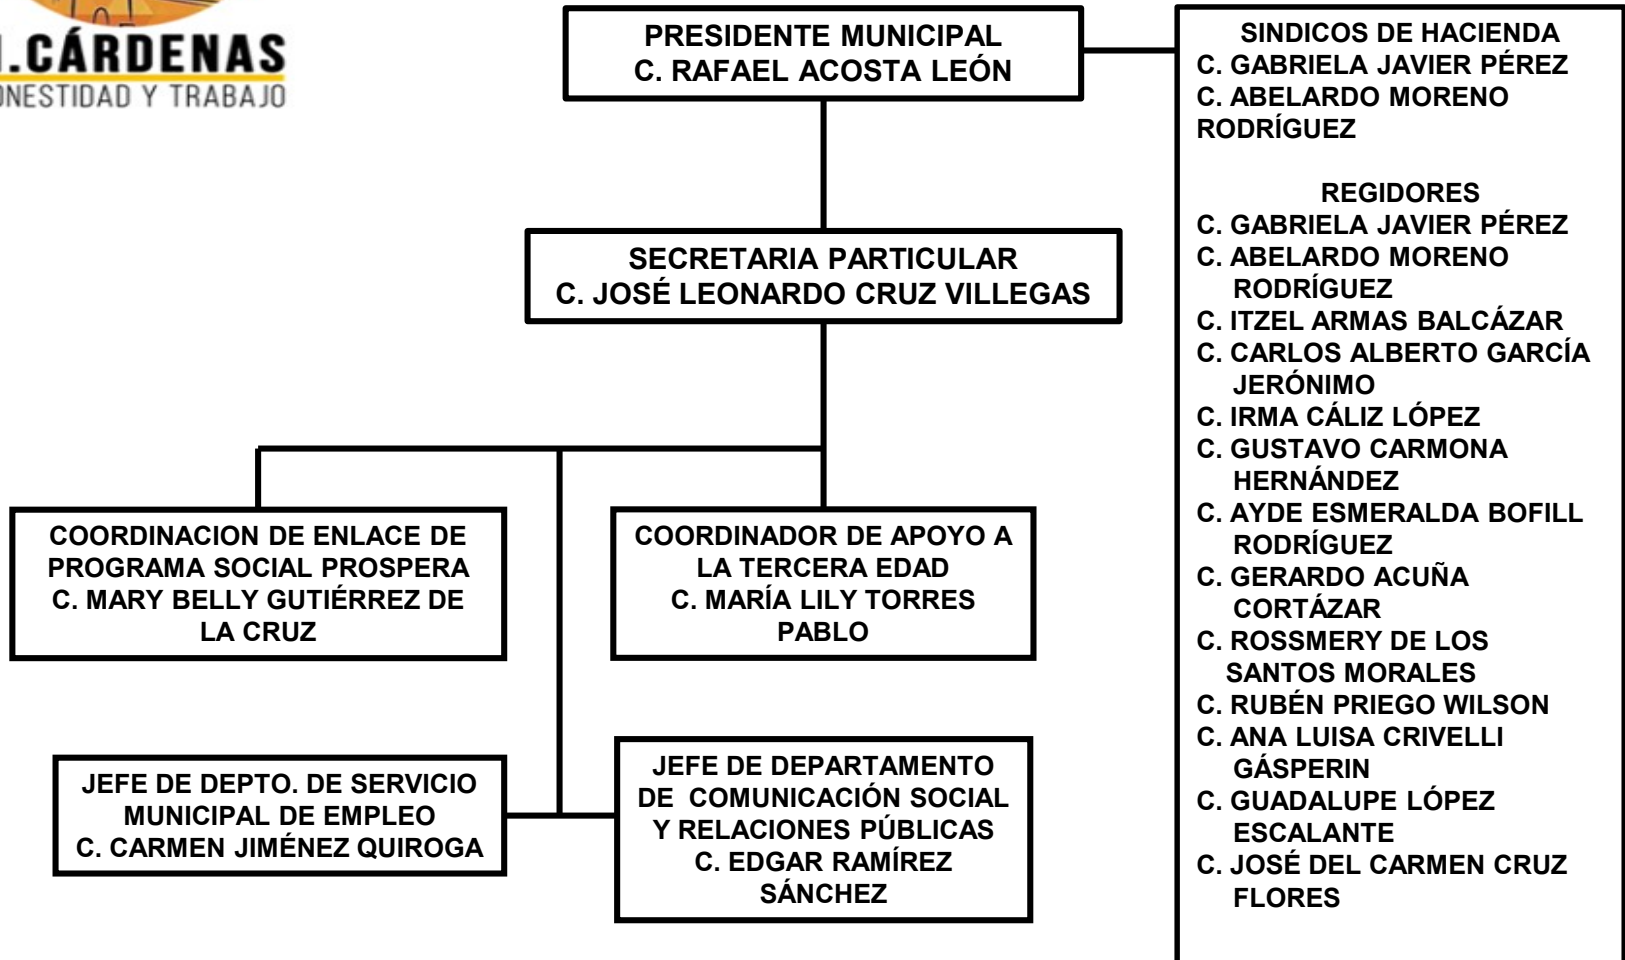 .CÁRDENAS
ONESTIDAD Y TRABAJO
PRESIDENTE MUNICIPAL
C. RAFAEL ACOSTA LEÓN
SECRETARIA PARTICULAR
C. JOSÉ LEONARDO CRUZ VILLEGAS
COORDINACION DE ENLACE DE
PROGRAMA SOCIAL PROSPERA
C. MARY BELLY GUTIÉRREZ DE
LA CRUZ
COORDINADOR DE APOYO A
LA TERCERA EDAD
C. MARÍA LILY TORRES
PABLO
JEFE DE DEPTO. DE SERVICIO
MUNICIPAL DE EMPLEO
C. CARMEN JIMÉNEZ QUIROGA
JEFE DE DEPARTAMENTO
DE COMUNICACIÓN SOCIAL
Y RELACIONES PÚBLICAS
C. EDGAR RAMÍREZ
SÁNCHEZ
SINDICOS DE HACIENDA
C. GABRIELA JAVIER PÉREZ
C. ABELARDO MORENO
RODRÍGUEZ
REGIDORES
C. GABRIELA JAVIER PÉREZ
C. ABELARDO MORENO
RODRÍGUEZ
C. ITZEL ARMAS BALCÁZAR
C. CARLOS ALBERTO GARCÍA
JERÓNIMO
C. IRMA CÁLIZ LÓPEZ
C. GUSTAVO CARMONA
HERNÁNDEZ
C. AYDE ESMERALDA BOFILL
RODRÍGUEZ
C. GERARDO ACUÑA
CORTÁZAR
C. ROSSMERY DE LOS
SANTOS MORALES
C. RUBÉN PRIEGO WILSON
C. ANA LUISA CRIVELLI
GÁSPERIN
C. GUADALUPE LÓPEZ
ESCALANTE
C. JOSÉ DEL CARMEN CRUZ
FLORES